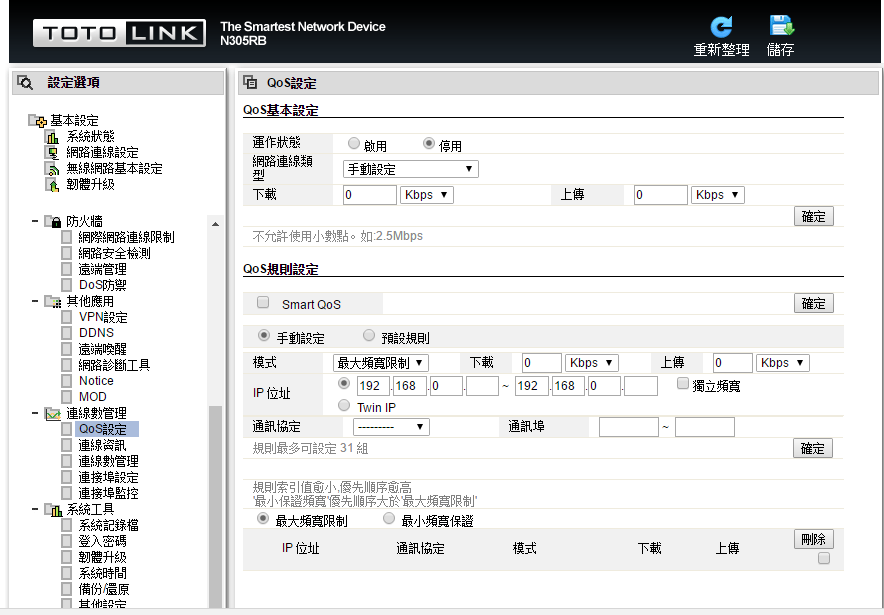 TOTO LINK
The Smartest Network Device
N305RB
重新整理
儲存
設定選項
基本設定
系統狀態
網路連線設定
無線網路基本設定
韌體升級
防火牆
網際網路連線限制
網路安全檢測
遠端管理
DoS防禦
其他應用
VPN設定
DDNS
遠端喚醒
網路診斷工具
Notice
MOD
連線數管理
QoS設定
連線資訊
連線數管理
連接埠設定
連接埠監控
系統工具
系統記錄檔
登入密碼
韌體升級
系統時間
備份/還原
其他設定
QoS設定
QoS基本設定
運作狀態 啟用 停用
網路連線類型 手動設定
下載 0 Kbps 上傳 0 Kbps
確定
不允許使用小數點。如:2.5Mbps
QoS規則設定
Smart QoS 確定
手動設定 預設規則
模式 最大頻寬限制 下載 0 Kbps 上傳 0 Kbps
IP 位址 192.168.0. ~ 192.168.0. 獨立頻寬
Twin IP
通訊協定 --------- 通訊埠 ~
規則最多可設定 31 組 確定
規則索引值愈小,優先順序愈高
'最小保證頻寬'優先順序大於'最大頻寬限制'
最大頻寬限制 最小頻寬保證
IP 位址 通訊協定 模式 下載 上傳 刪除